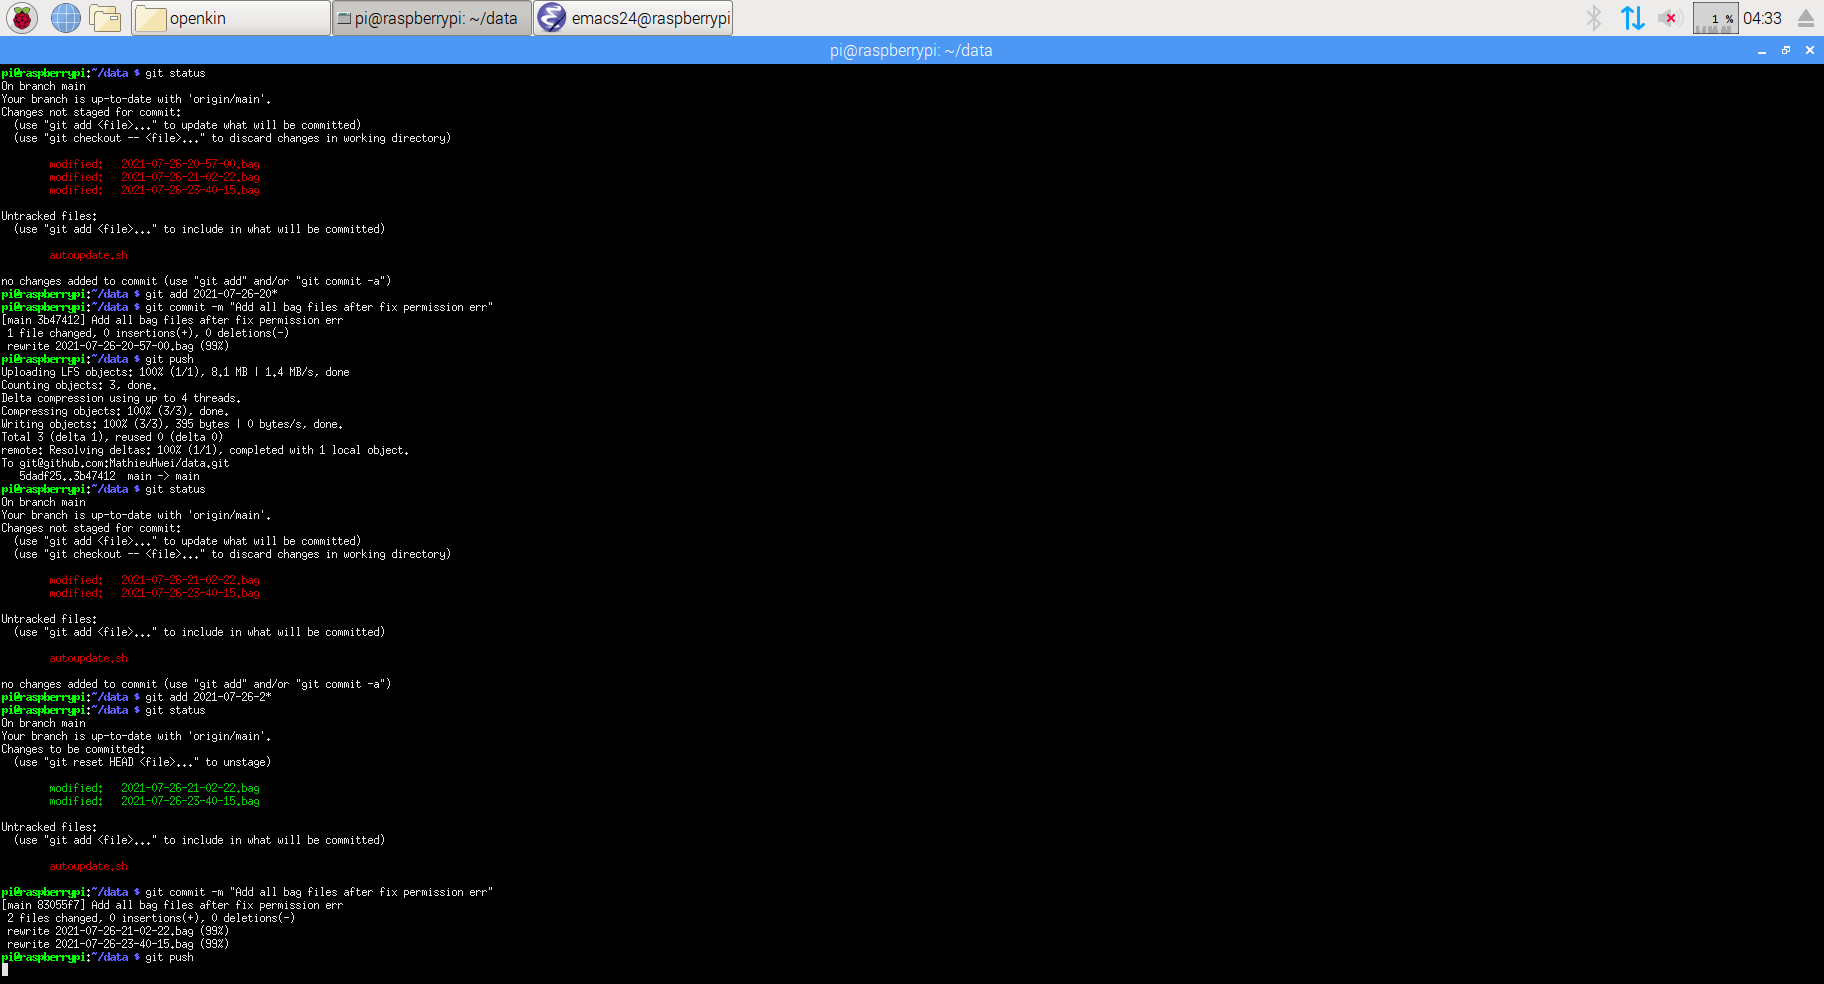 openkin
pi@raspberrypi: ~/data
emacs24@raspberrypi
1 %
04:33
pi@raspberrypi: ~/data
pi@raspberrypi:~/data $ git status
On branch main
Your branch is up-to-date with 'origin/main'.
Changes not staged for commit:
  (use "git add <file>..." to update what will be committed)
  (use "git checkout -- <file>..." to discard changes in working directory)
        modified:   2021-07-26-20-57-00.bag
        modified:   2021-07-26-21-02-22.bag
        modified:   2021-07-26-23-40-15.bag
Untracked files:
  (use "git add <file>..." to include in what will be committed)
        autoupdate.sh
no changes added to commit (use "git add" and/or "git commit -a")
pi@raspberrypi:~/data $ git add 2021-07-26-20*
pi@raspberrypi:~/data $ git commit -m "Add all bag files after fix permission err"
[main 3b47412] Add all bag files after fix permission err
 1 file changed, 0 insertions(+), 0 deletions(-)
 rewrite 2021-07-26-20-57-00.bag (99%)
pi@raspberrypi:~/data $ git push
Uploading LFS objects: 100% (1/1), 8.1 MB | 1.4 MB/s, done
Counting objects: 3, done.
Delta compression using up to 4 threads.
Compressing objects: 100% (3/3), done.
Writing objects: 100% (3/3), 395 bytes | 0 bytes/s, done.
Total 3 (delta 1), reused 0 (delta 0)
remote: Resolving deltas: 100% (1/1), completed with 1 local object.
To git@github.com:MathieuHwei/data.git
   5dadf25..3b47412  main -> main
pi@raspberrypi:~/data $ git status
On branch main
Your branch is up-to-date with 'origin/main'.
Changes not staged for commit:
  (use "git add <file>..." to update what will be committed)
  (use "git checkout -- <file>..." to discard changes in working directory)
        modified:   2021-07-26-21-02-22.bag
        modified:   2021-07-26-23-40-15.bag
Untracked files:
  (use "git add <file>..." to include in what will be committed)
        autoupdate.sh
no changes added to commit (use "git add" and/or "git commit -a")
pi@raspberrypi:~/data $ git add 2021-07-26-2*
pi@raspberrypi:~/data $ git status
On branch main
Your branch is up-to-date with 'origin/main'.
Changes to be committed:
  (use "git reset HEAD <file>..." to unstage)
        modified:   2021-07-26-21-02-22.bag
        modified:   2021-07-26-23-40-15.bag
Untracked files:
  (use "git add <file>..." to include in what will be committed)
        autoupdate.sh
pi@raspberrypi:~/data $ git commit -m "Add all bag files after fix permission err"
[main 83055f7] Add all bag files after fix permission err
 2 files changed, 0 insertions(+), 0 deletions(-)
 rewrite 2021-07-26-21-02-22.bag (99%)
 rewrite 2021-07-26-23-40-15.bag (99%)
pi@raspberrypi:~/data $ git push